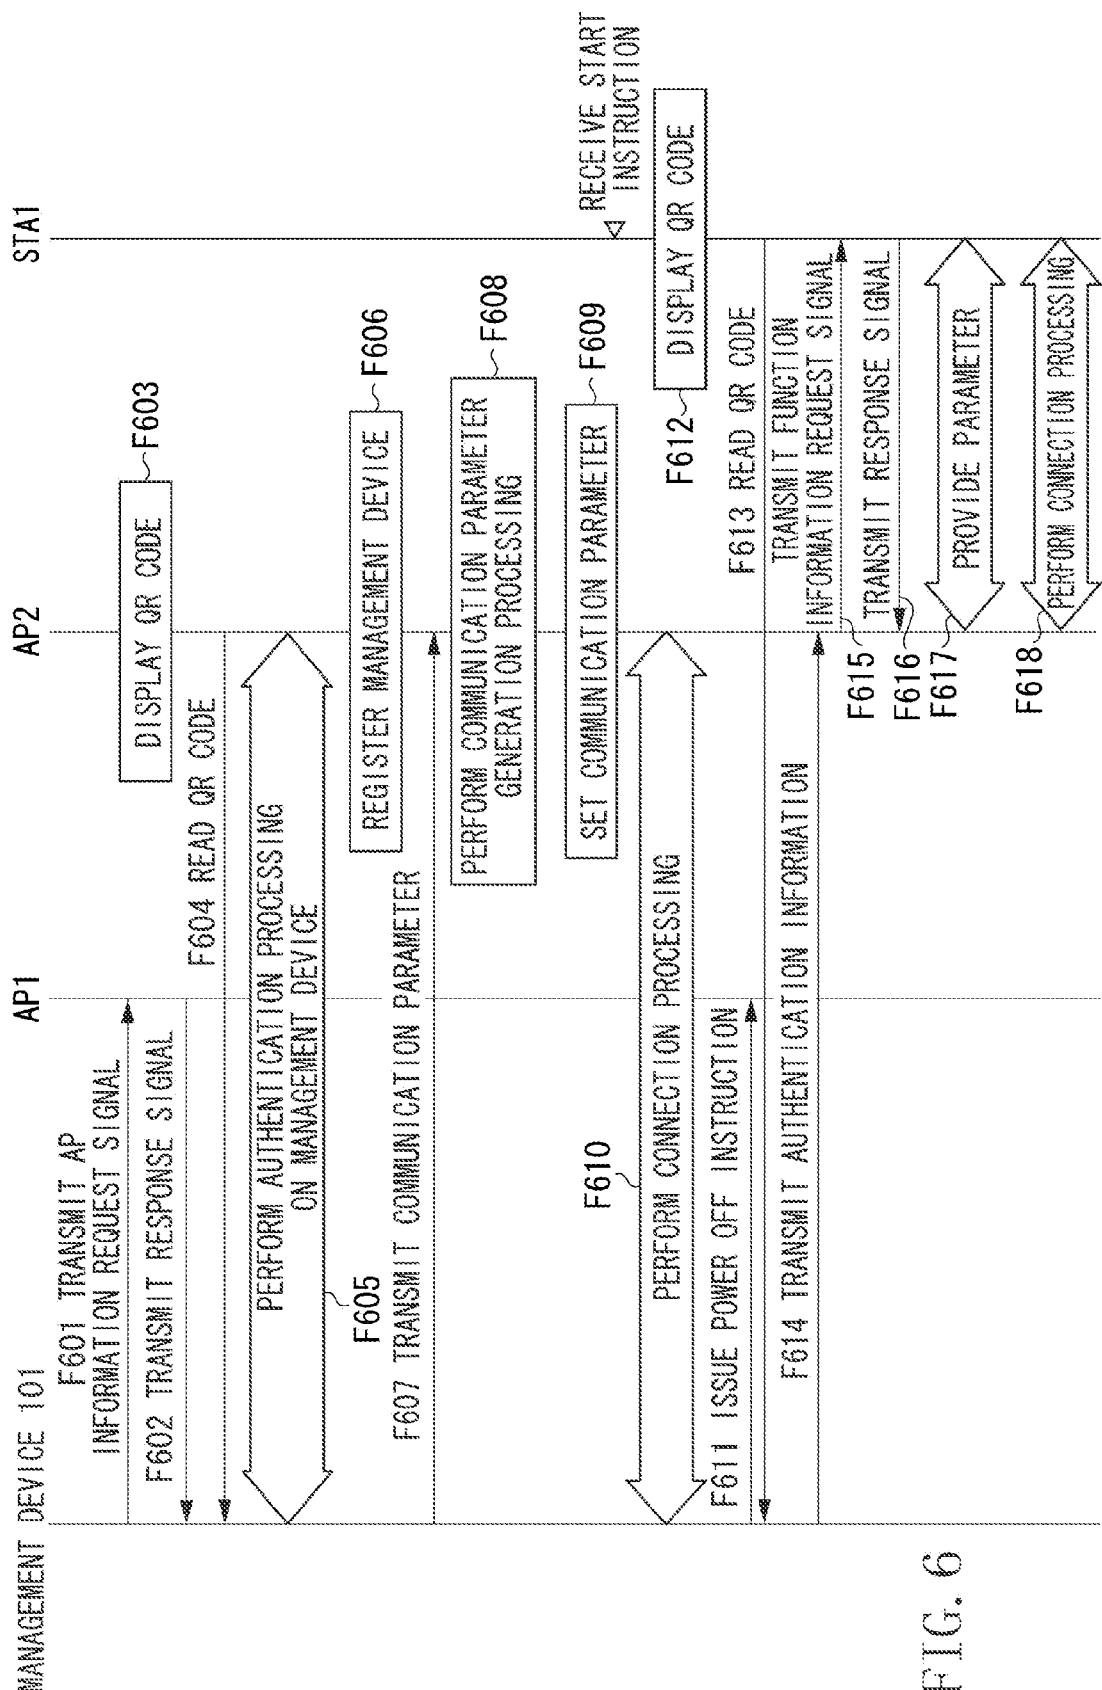 MANAGEMENT DEVICE 101
AP1
AP2
STA1
F601 TRANSMIT AP
INFORMATION REQUEST SIGNAL
F602 TRANSMIT RESPONSE SIGNAL
DISPLAY QR CODE
F603
F604 READ QR CODE
PERFORM AUTHENTICATION PROCESSING
ON MANAGEMENT DEVICE
F605
REGISTER MANAGEMENT DEVICE
F606
F607 TRANSMIT COMMUNICATION PARAMETER
PERFORM COMMUNICATION PARAMETER
GENERATION PROCESSING
F608
SET COMMUNICATION PARAMETER
F609
RECEIVE START
INSTRUCTION
F610
PERFORM CONNECTION PROCESSING
DISPLAY QR CODE
F612
F611 ISSUE POWER OFF INSTRUCTION
F613 READ QR CODE
F614 TRANSMIT AUTHENTICATION INFORMATION
TRANSMIT FUNCTION
INFORMATION REQUEST SIGNAL
F615
TRANSMIT RESPONSE SIGNAL
F616
PROVIDE PARAMETER
F617
PERFORM CONNECTION PROCESSING
F618
FIG. 6